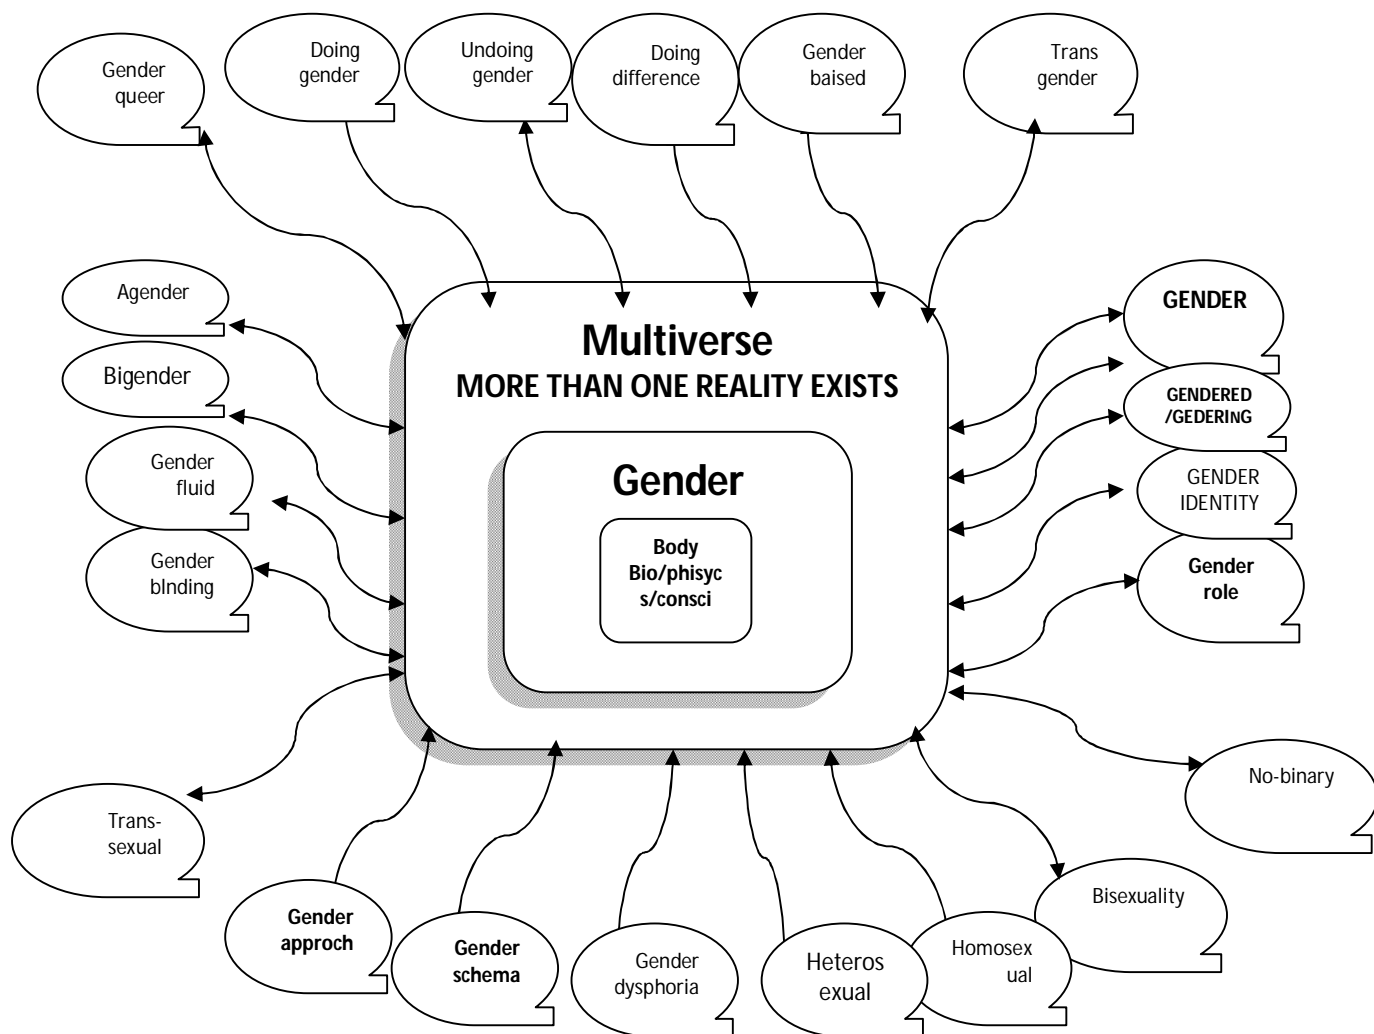 Gender
queer
Doing
gender
Undoing
gender
Doing
difference
Gender
baised
Trans
gender
Agender
Bigender
Gender
fluid
Gender
bInding
Multiverse
MORE THAN ONE REALITY EXISTS
Gender
Body
Bio/phisyc
s/consci
GENDER
GENDERED
/GEDERING
GENDER
IDENTITY
Gender
role
Trans-
sexual
No-binary
Gender
approch
Gender
schema
Gender
dysphoria
Heteros
exual
Homosex
ual
Bisexuality